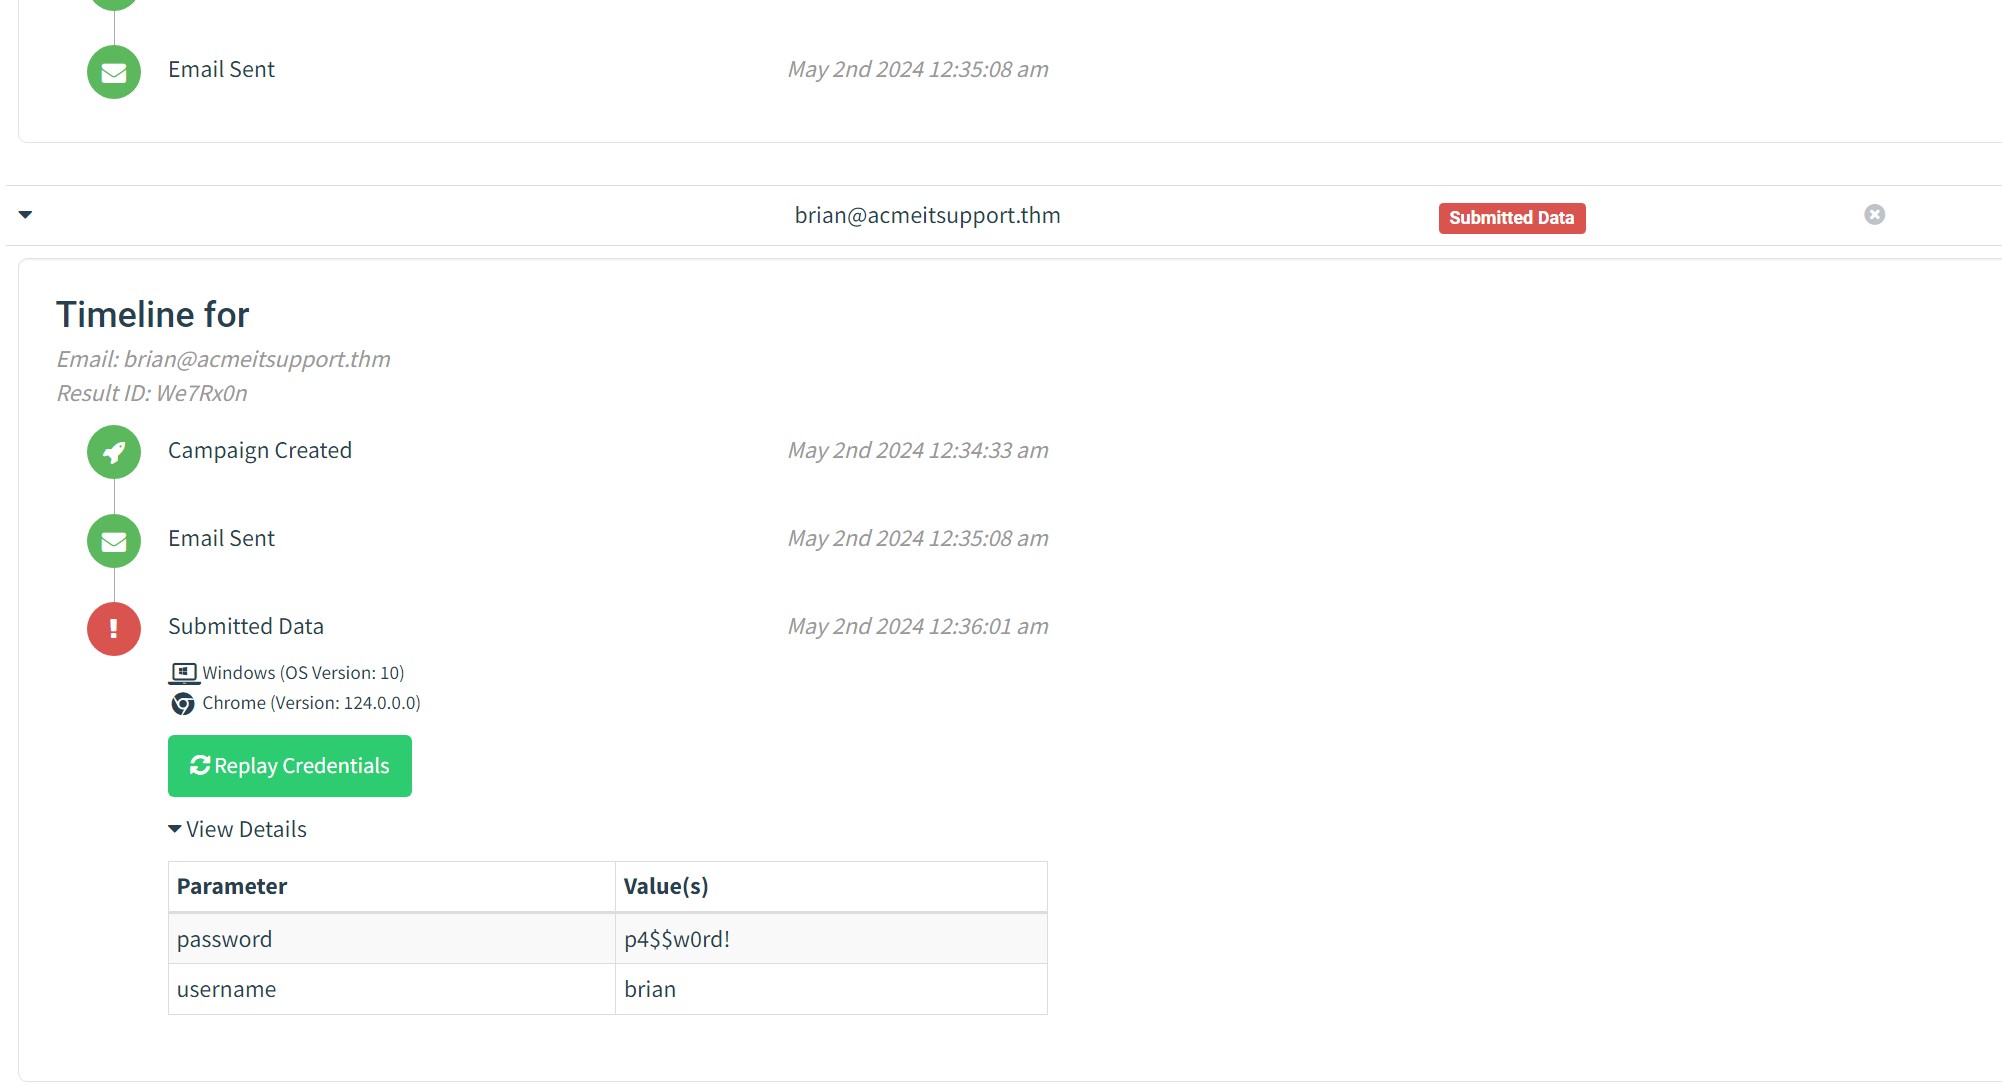 Email Sent May 2nd 2024 12:35:08 am
brian@acmeitsupport.thm Submitted Data
Timeline for
Email: brian@acmeitsupport.thm
Result ID: We7Rx0n
Campaign Created May 2nd 2024 12:34:33 am
Email Sent May 2nd 2024 12:35:08 am
Submitted Data May 2nd 2024 12:36:01 am
Windows (OS Version: 10)
Chrome (Version: 124.0.0.0)
Replay Credentials
View Details
Parameter Value(s)
password p4$$w0rd!
username brian